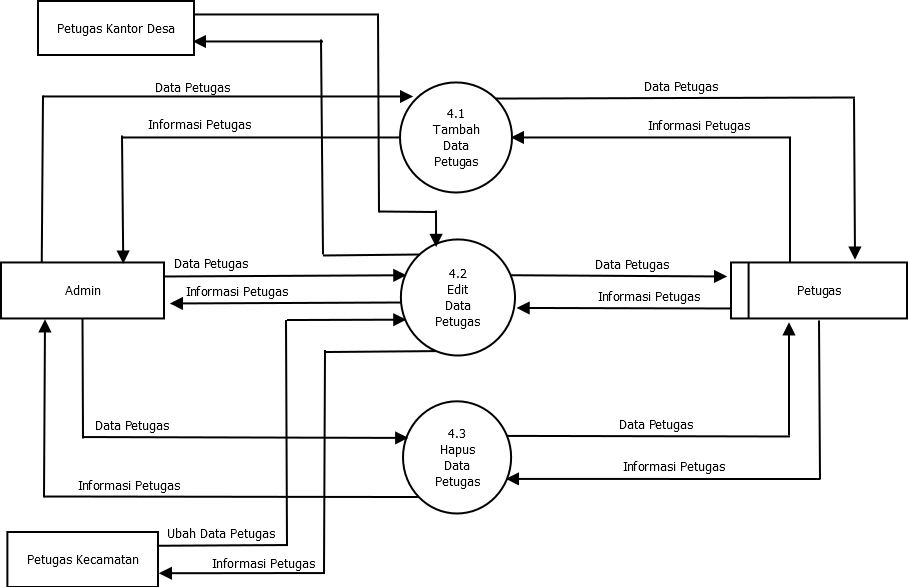 Petugas Kantor Desa
Data Petugas
Data Petugas
4.1
Tambah
Data
Petugas
Informasi Petugas
Informasi Petugas
Data Petugas
Data Petugas
4.2
Edit
Data
Petugas
Admin
Informasi Petugas
Informasi Petugas
Petugas
Data Petugas
Data Petugas
4.3
Hapus
Data
Petugas
Informasi Petugas
Informasi Petugas
Ubah Data Petugas
Petugas Kecamatan
Informasi Petugas